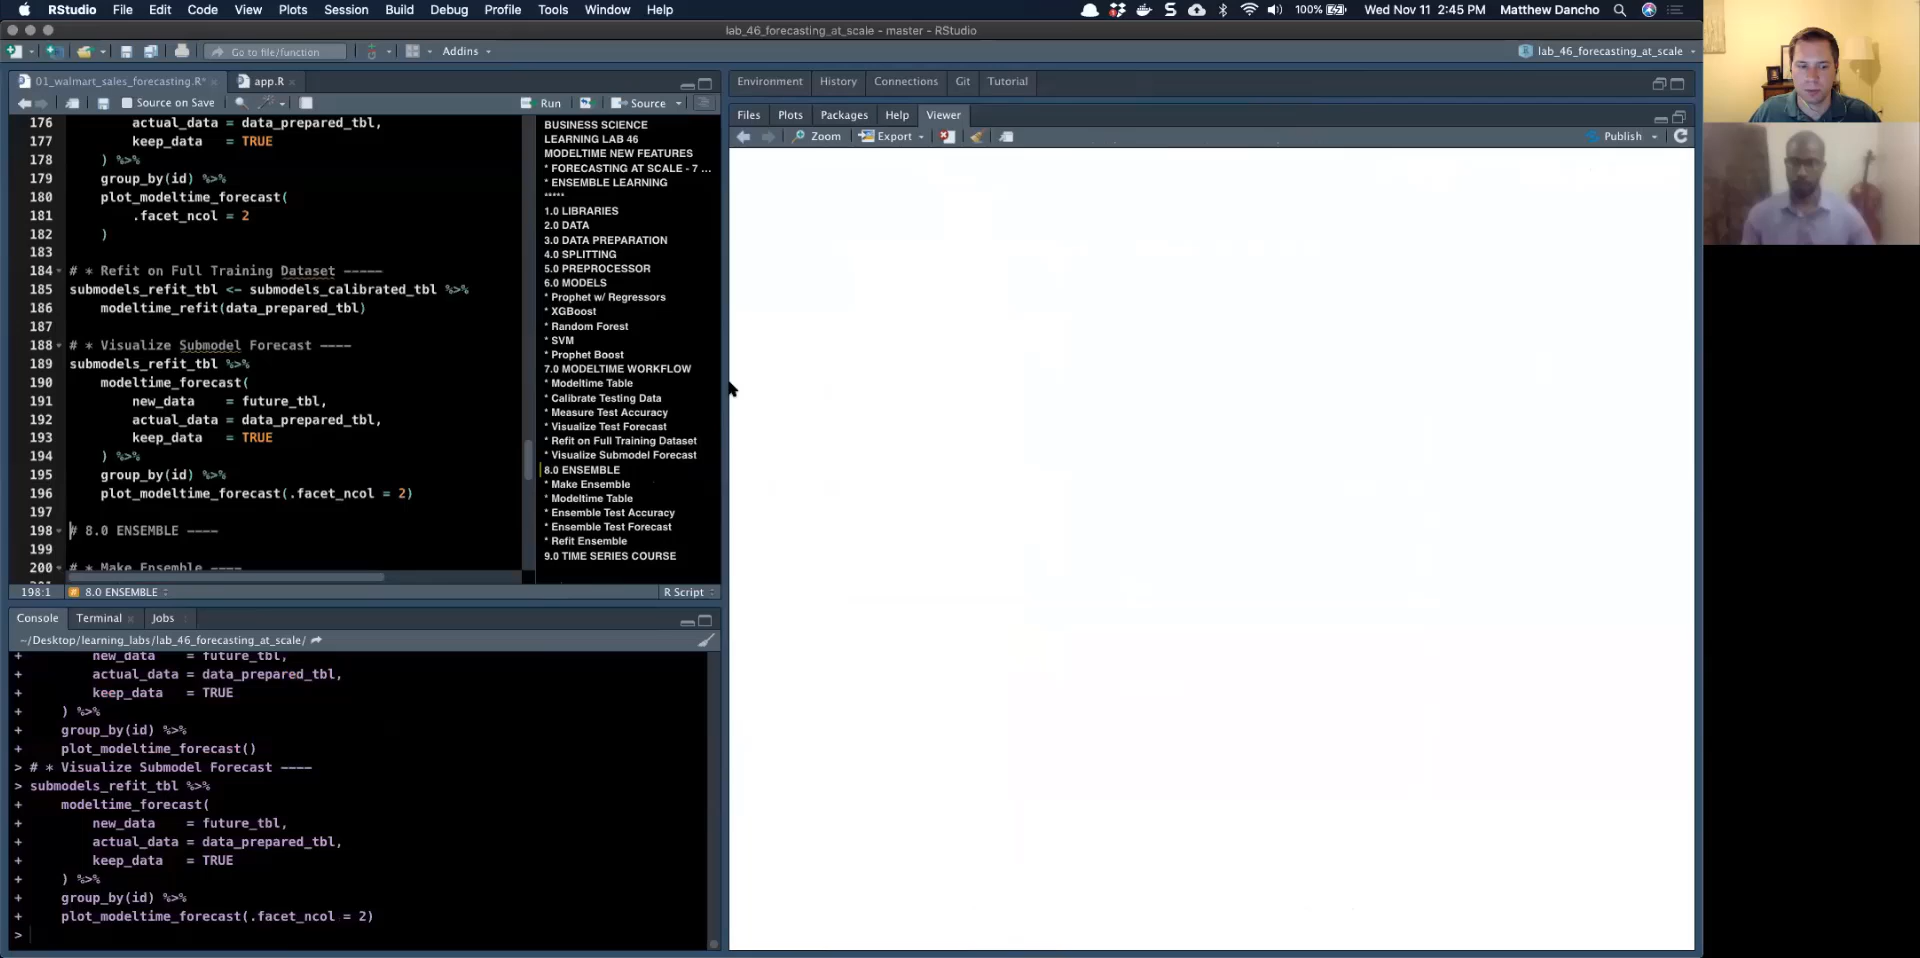 RStudio File Edit Code View Plots Session Build Debug Profile Tools Window Help
100% Wed Nov 11 2:45 PM Matthew Dancho
lab_46_forecasting_at_scale - master - RStudio
Go to file/function Addins
lab_46_forecasting_at_scale
01_walmart_sales_forecasting.R* app.R
Source on Save Run Source
176 actual_data = data_prepared_tbl,
177 keep_data = TRUE
178 ) %>%
179 group_by(id) %>%
180 plot_modeltime_forecast(
181 .facet_ncol = 2
182 )
183
184 # * Refit on Full Training Dataset -----
185 submodels_refit_tbl <- submodels_calibrated_tbl %>%
186 modeltime_refit(data_prepared_tbl)
187
188 # * Visualize Submodel Forecast ----
189 submodels_refit_tbl %>%
190 modeltime_forecast(
191 new_data = future_tbl,
192 actual_data = data_prepared_tbl,
193 keep_data = TRUE
194 ) %>%
195 group_by(id) %>%
196 plot_modeltime_forecast(.facet_ncol = 2)
197
198 # 8.0 ENSEMBLE ----
199
200 # * Make Ensemble ----
BUSINESS SCIENCE
LEARNING LAB 46
MODELTIME NEW FEATURES
* FORECASTING AT SCALE - 7 ...
* ENSEMBLE LEARNING
*****
1.0 LIBRARIES
2.0 DATA
3.0 DATA PREPARATION
4.0 SPLITTING
5.0 PREPROCESSOR
6.0 MODELS
* Prophet w/ Regressors
* XGBoost
* Random Forest
* SVM
* Prophet Boost
7.0 MODELTIME WORKFLOW
* Modeltime Table
* Calibrate Testing Data
* Measure Test Accuracy
* Visualize Test Forecast
* Refit on Full Training Dataset
* Visualize Submodel Forecast
8.0 ENSEMBLE
* Make Ensemble
* Modeltime Table
* Ensemble Test Accuracy
* Ensemble Test Forecast
* Refit Ensemble
9.0 TIME SERIES COURSE
198:1 8.0 ENSEMBLE R Script
Console Terminal Jobs
~/Desktop/learning_labs/lab_46_forecasting_at_scale/
+ new_data = future_tbl,
+ actual_data = data_prepared_tbl,
+ keep_data = TRUE
+ ) %>%
+ group_by(id) %>%
+ plot_modeltime_forecast()
> # * Visualize Submodel Forecast ----
> submodels_refit_tbl %>%
+ modeltime_forecast(
+ new_data = future_tbl,
+ actual_data = data_prepared_tbl,
+ keep_data = TRUE
+ ) %>%
+ group_by(id) %>%
+ plot_modeltime_forecast(.facet_ncol = 2)
>
Environment History Connections Git Tutorial
Files Plots Packages Help Viewer
Zoom Export Publish